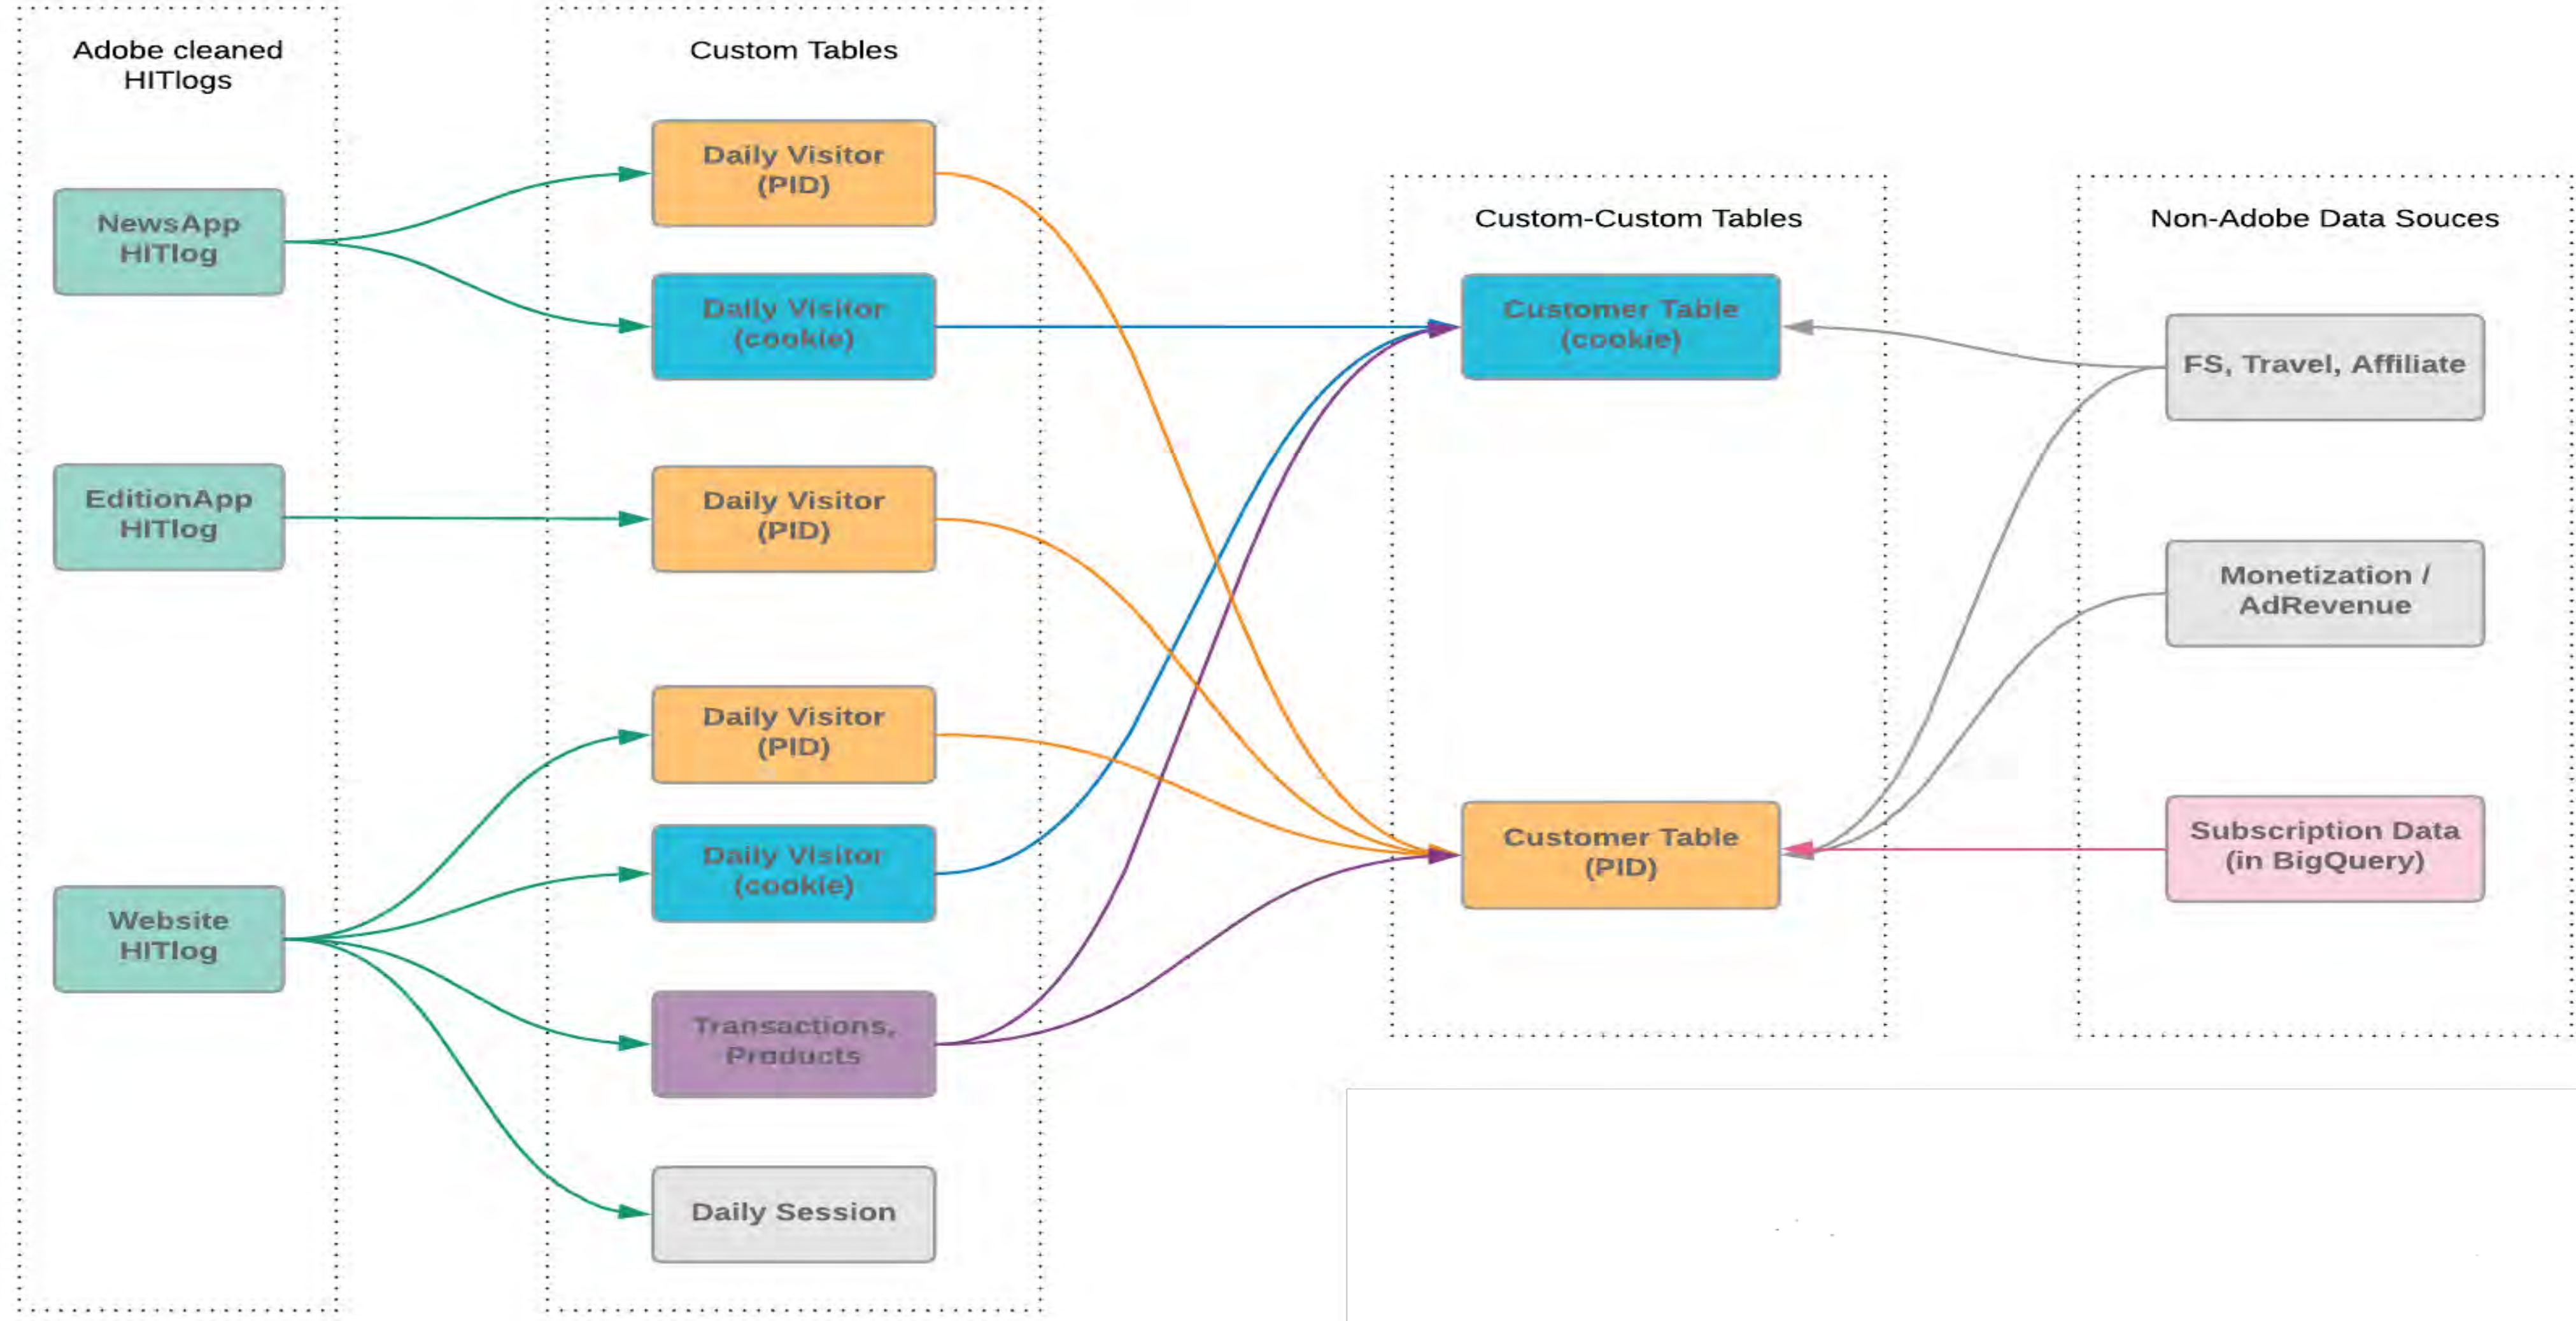 Adobe cleaned
HITlogs
NewsApp
HITlog
EditionApp
HITlog
Website
HITlog
Custom Tables
Daily Visitor
(PID)
Daily Visitor
(cookie)
Daily Visitor
(PID)
Daily Visitor
(PID)
Daily Visitor
(cookie)
Transactions,
Products
Daily Session
Custom-Custom Tables
Customer Table
(cookie)
Customer Table
(PID)
Non-Adobe Data Souces
FS, Travel, Affiliate
Monetization /
AdRevenue
Subscription Data
(in BigQuery)